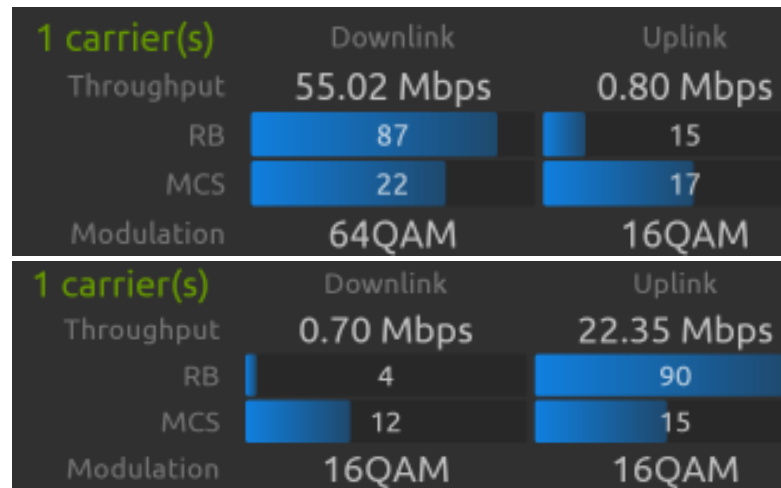 1 carrier(s) Downlink Uplink
Throughput 55.02 Mbps 0.80 Mbps
RB 87 15
MCS 22 17
Modulation 64QAM 16QAM
1 carrier(s) Downlink Uplink
Throughput 0.70 Mbps 22.35 Mbps
RB 4 90
MCS 12 15
Modulation 16QAM 16QAM